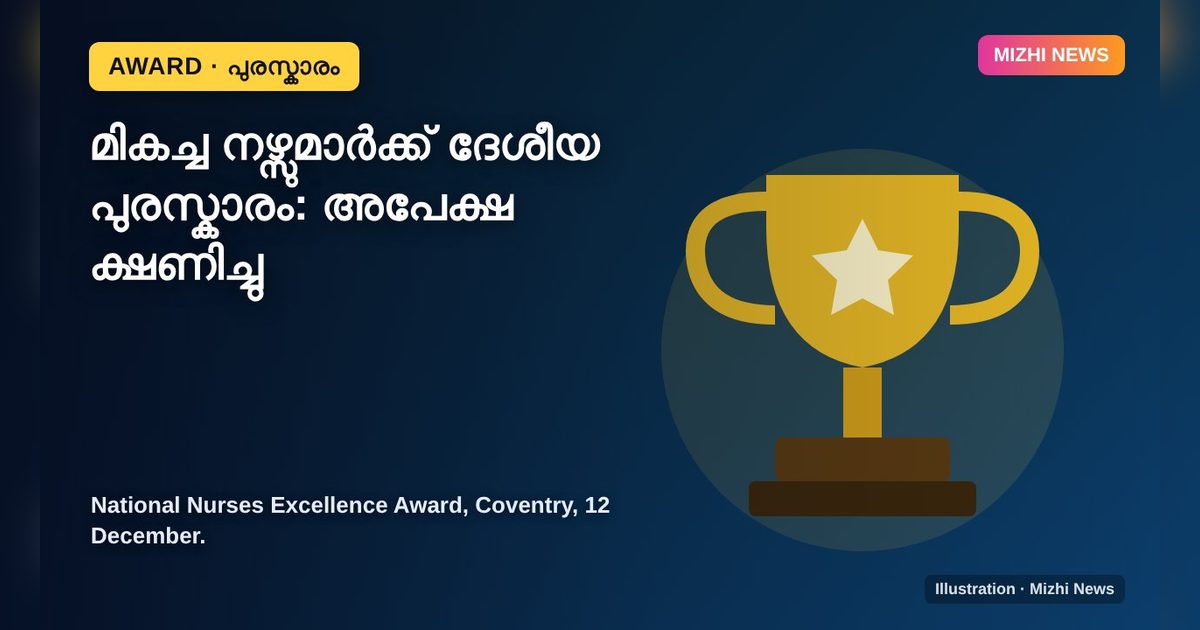 AWARD · പുരസ്കാരം
MIZHI NEWS
മികച്ച നഴ്സുമാർക്ക് ദേശീയ
പുരസ്കാരം: അപേക്ഷ
ക്ഷണിച്ചു
National Nurses Excellence Award, Coventry, 12
December.
Illustration · Mizhi News